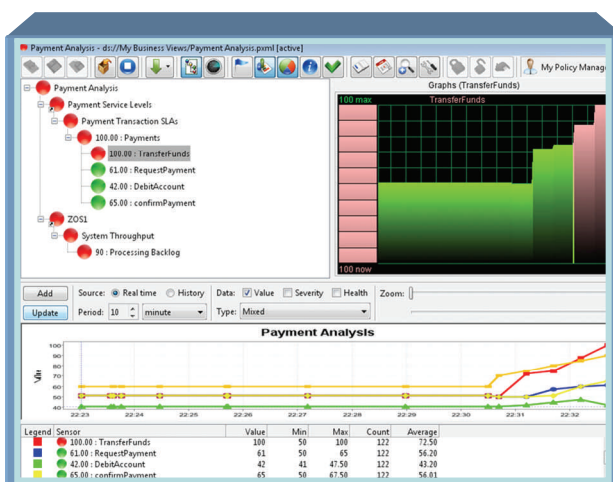 Payment Analysis - ds://My Business Views/Payment Analysis.pxml [active]
My Policy Manag
Payment Analysis
Payment Service Levels
Payment Transaction SLAs
100.00 : Payments
100.00 : TransferFunds
61.00 : RequestPayment
42.00 : DebitAccount
65.00 : confirmPayment
ZOS1
System Throughput
90 : Processing Backlog
Graphs (TransferFunds)
100 max TransferFunds
100 now
Add Source: Real time History Data: Value Severity Health Zoom:
Update Period: 10 minute Type: Mixed
Payment Analysis
100
90
80
70
60
50
40
22:23 22:24 22:25 22:26 22:27 22:28 22:29 22:30 22:31 22:32
Legend Sensor Value Min Max Count Average
100.00 : TransferFunds 100 50 100 122 72.50
61.00 : RequestPayment 61 50 65 122 56.20
42.00 : DebitAccount 42 41 47.50 122 43.20
65.00 : confirmPayment 65 50 67.50 122 56.01